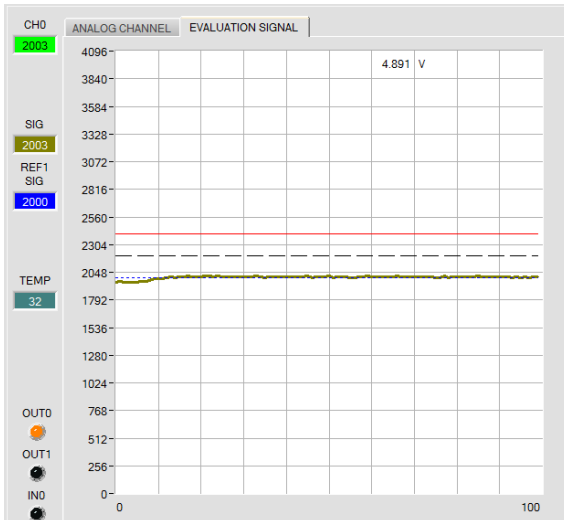 CH0
2003
SIG
2003
REF1
SIG
2000
TEMP
32
OUT0
OUT1
IN0
ANALOG CHANNEL
EVALUATION SIGNAL
4.891 V
4096
3840
3584
3328
3072
2816
2560
2304
2048
1792
1536
1280
1024
768
512
256
0
0
100